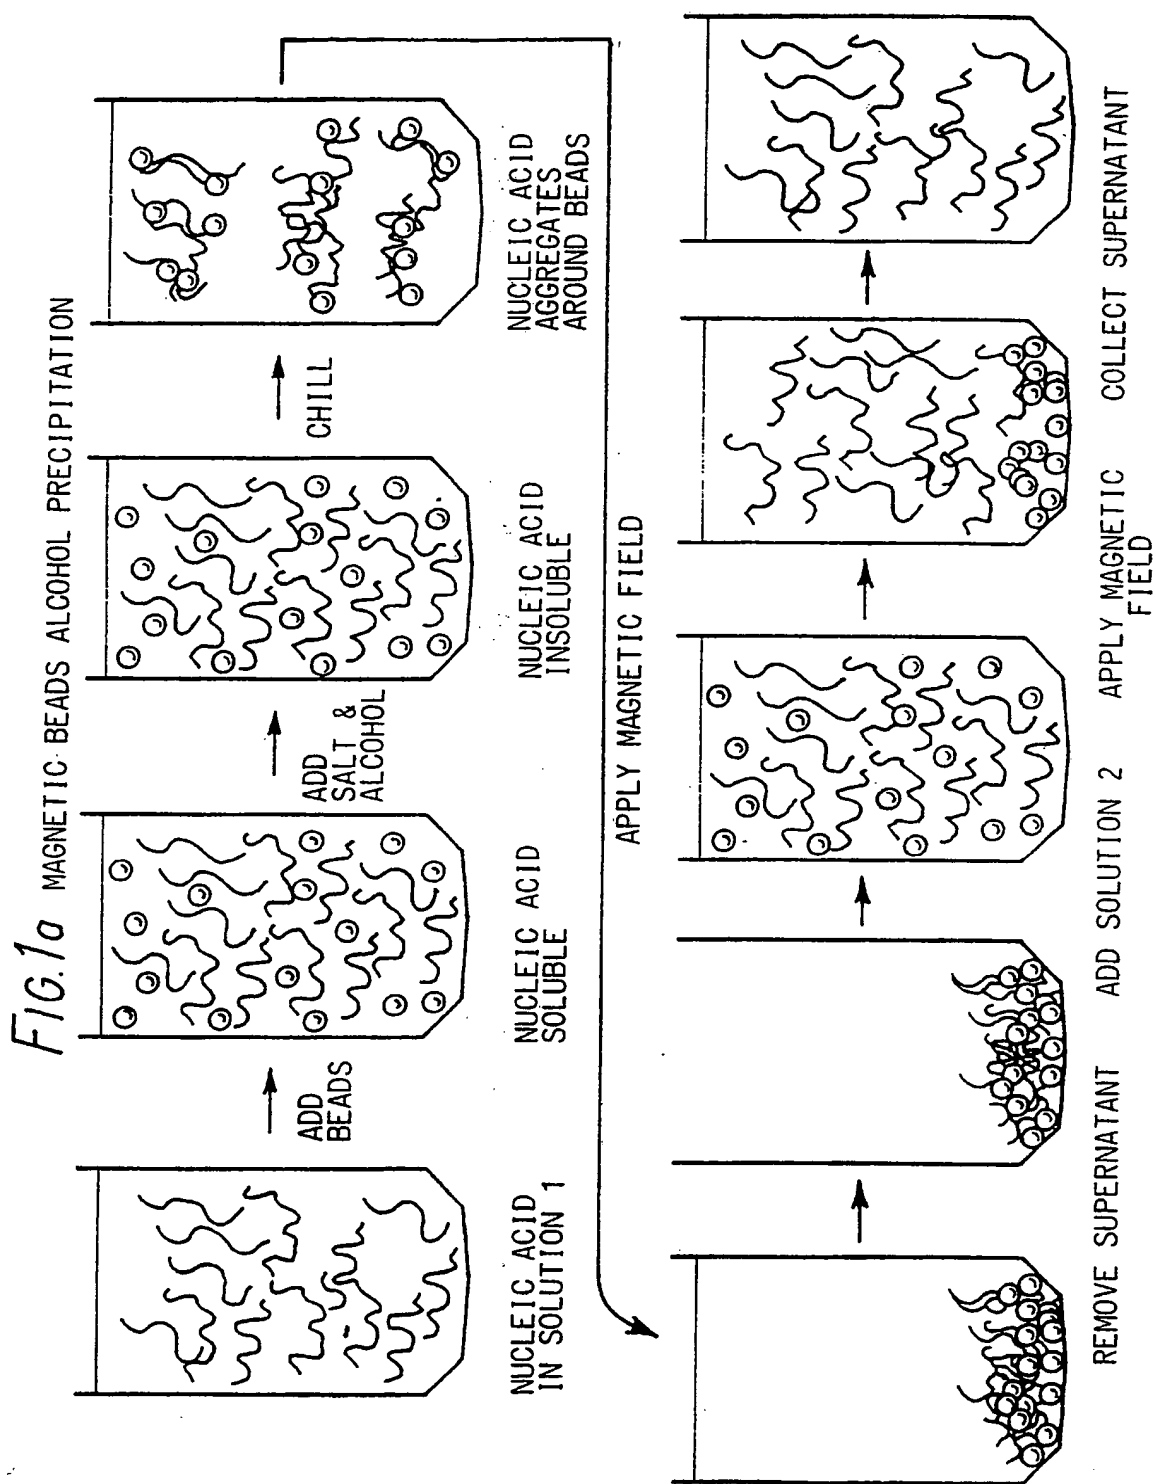 FIG.1a MAGNETIC BEADS ALCOHOL PRECIPITATION
ADD
BEADS
ADD
SALT &
ALCOHOL
CHILL
NUCLEIC ACID
IN SOLUTION 1
NUCLEIC ACID
SOLUBLE
NUCLEIC ACID
INSOLUBLE
NUCLEIC ACID
AGGREGATES
AROUND BEADS
APPLY MAGNETIC FIELD
REMOVE SUPERNATANT
ADD SOLUTION 2
APPLY MAGNETIC
FIELD
COLLECT SUPERNATANT